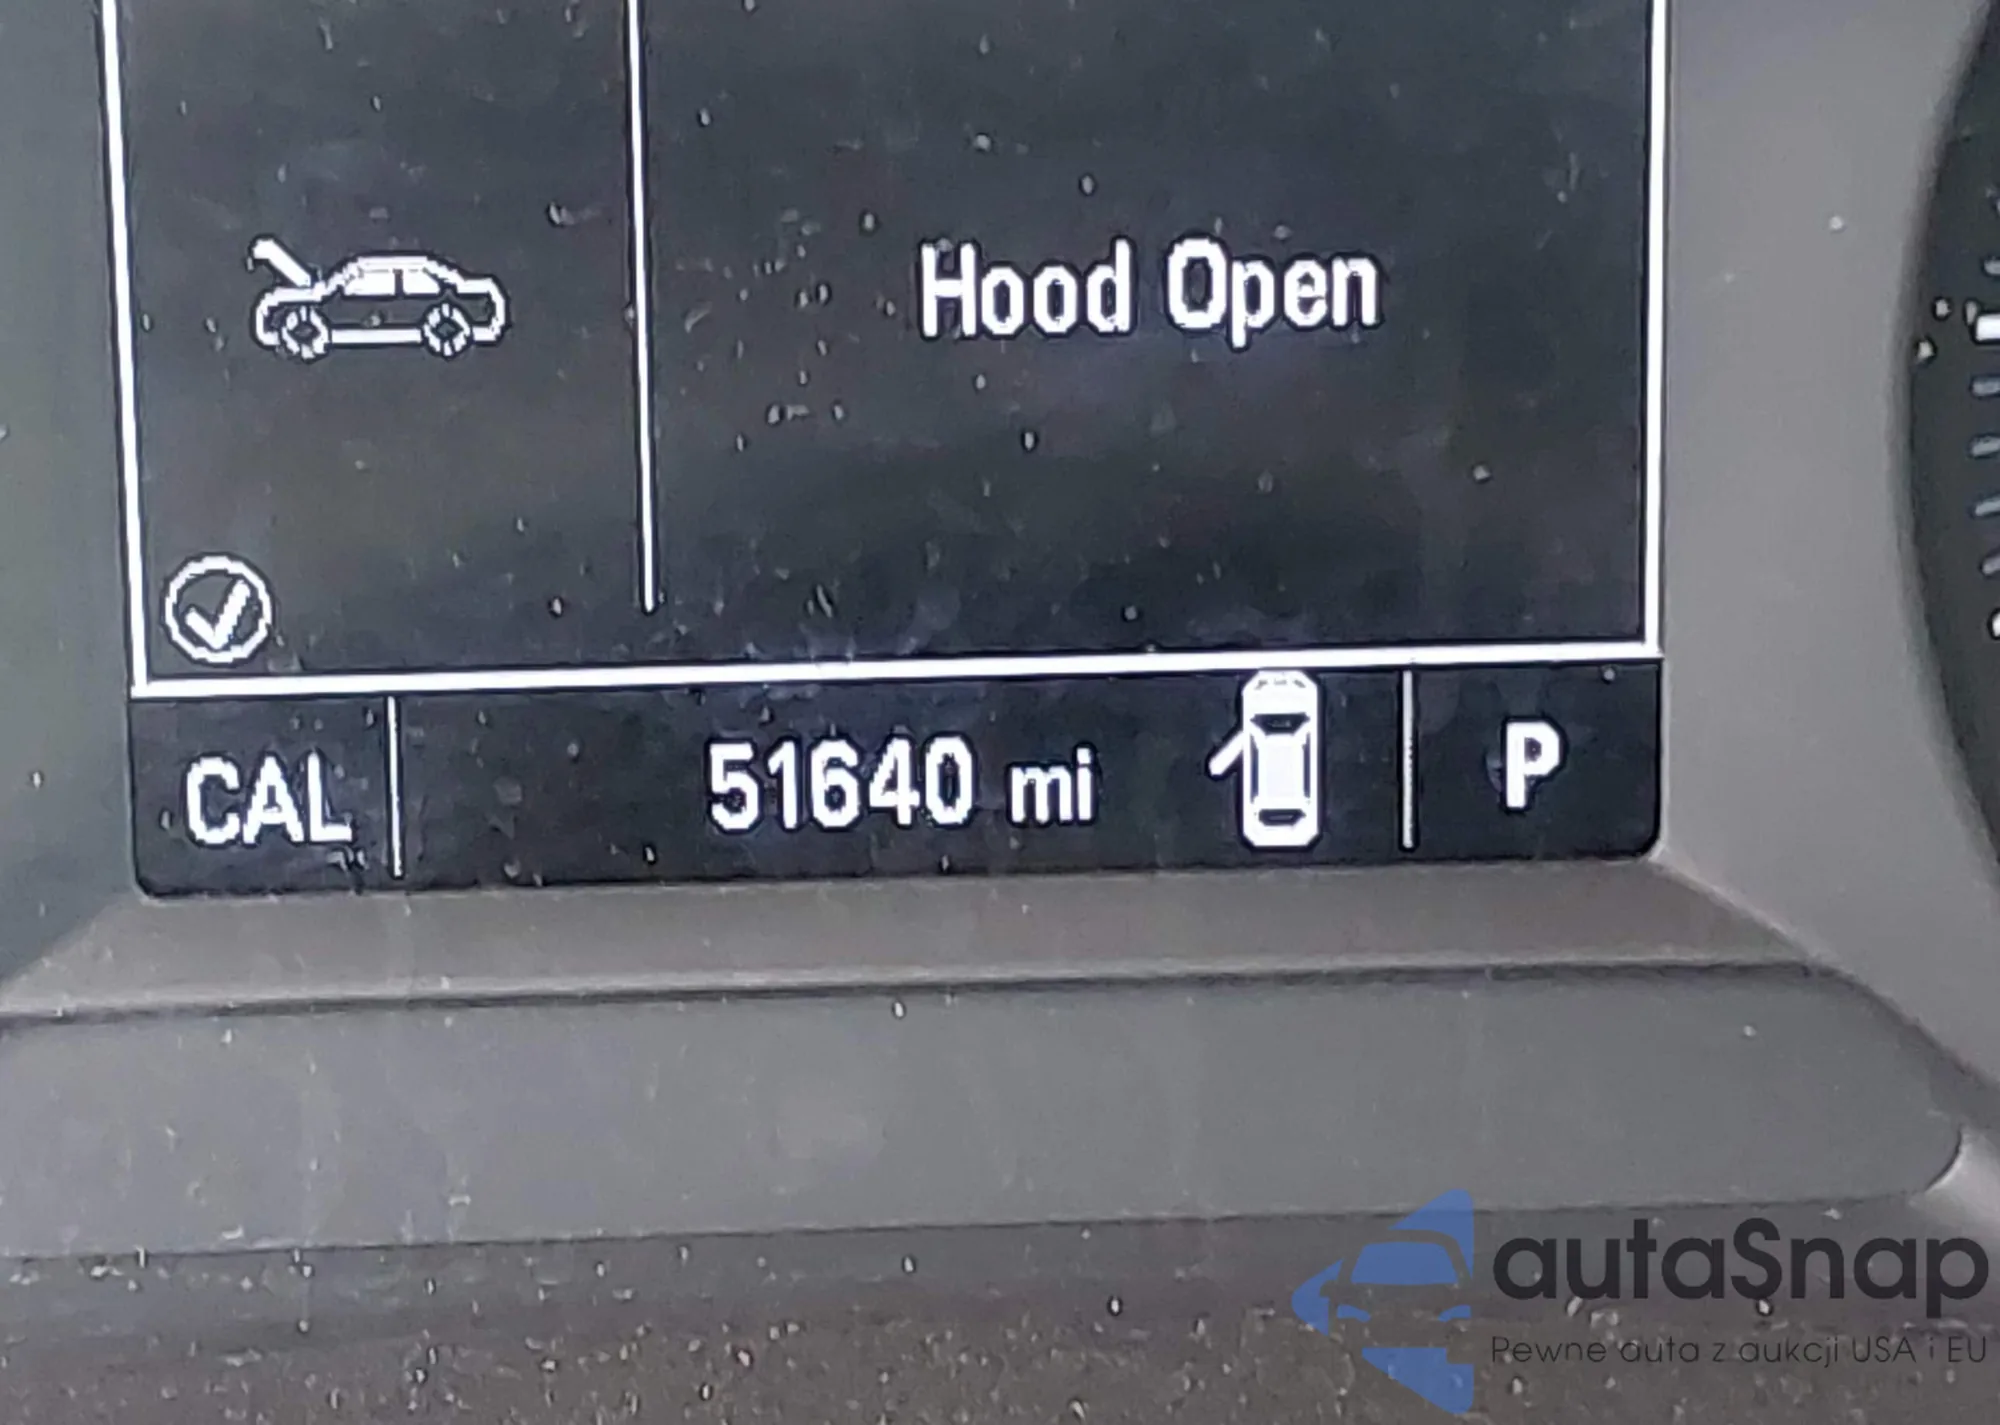 Hood Open
CAL 51640 mi P
autaSnap
Pewne auta z aukcji USA i EU